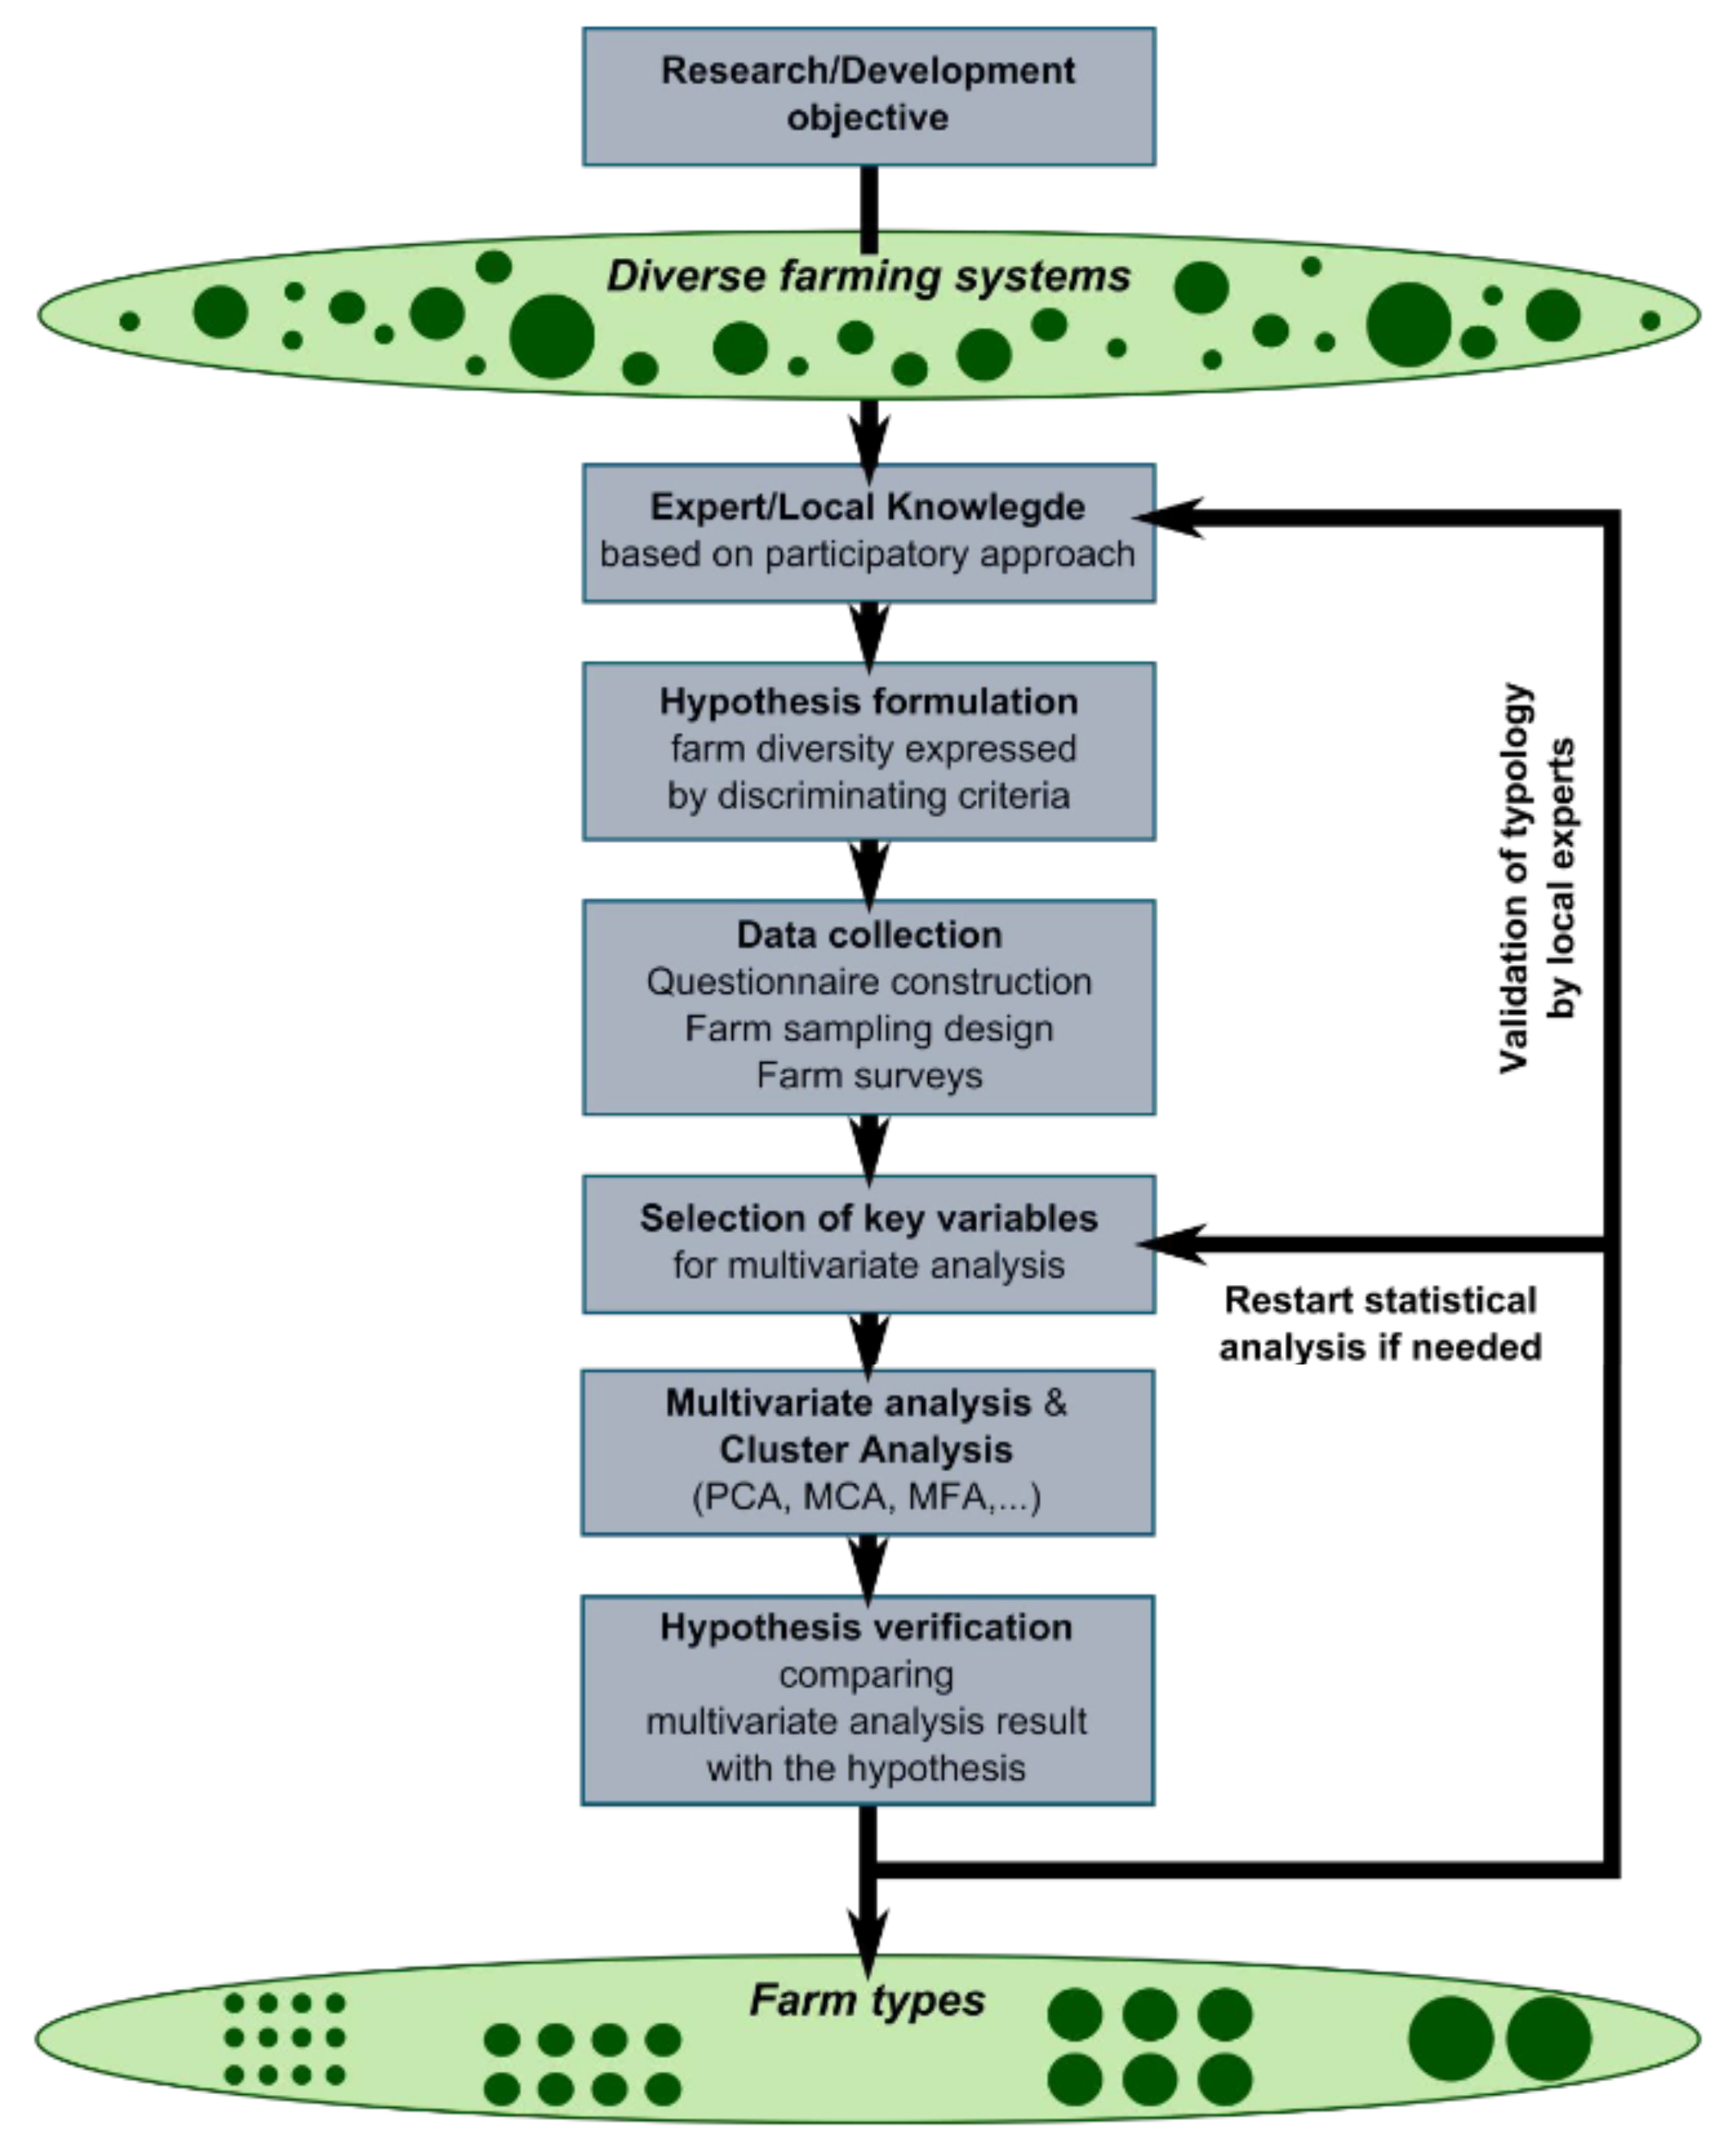 Research/Development
objective
Diverse farming systems
Expert/Local Knowlegde
based on participatory approach
Hypothesis formulation
farm diversity expressed
by discriminating criteria
Data collection
Questionnaire construction
Farm sampling design
Farm surveys
Validation of typology
by local experts
Selection of key variables
for multivariate analysis
Restart statistical
analysis if needed
Multivariate analysis &
Cluster Analysis
(PCA, MCA, MFA,...)
Hypothesis verification
comparing
multivariate analysis result
with the hypothesis
Farm types